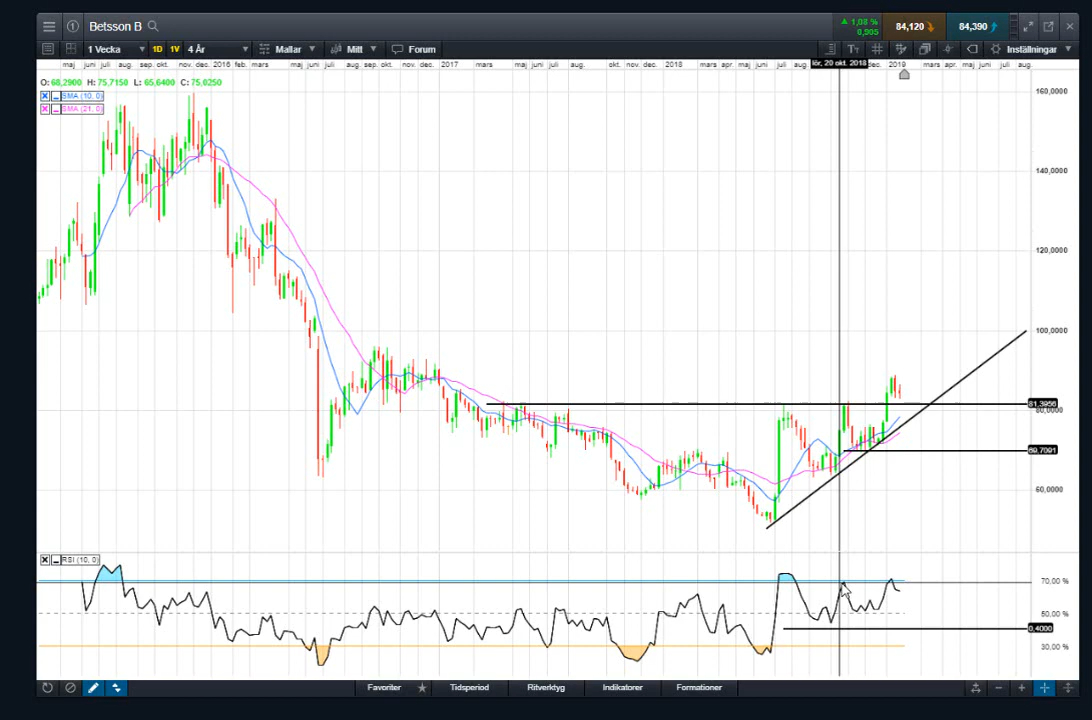 1 Betsson B ▲ 1,08 % 0,905 84,120 84,390
1 Vecka 1D 1V 4 År Mallar Mitt Forum Inställningar
maj juni juli aug. sep. okt. nov. dec. 2016 feb. mars maj juni juli aug. sep. okt. nov. dec. 2017 mars maj juni juli aug. okt. nov. dec. 2018 mars apr. maj juni juli aug. lör, 20 okt. 2018 dec. 2019 mars apr. maj juni juli aug.
O: 68,2900 H: 75,7150 L: 65,6400 C: 75,0250
SMA (10, 0)
SMA (21, 0)
160,0000
140,0000
120,0000
100,0000
81,3956
80,0000
69,7091
60,0000
RSI (10, 0)
70,00 %
50,00 %
0,4000
30,00 %
Favoriter Tidsperiod Ritverktyg Indikatorer Formationer